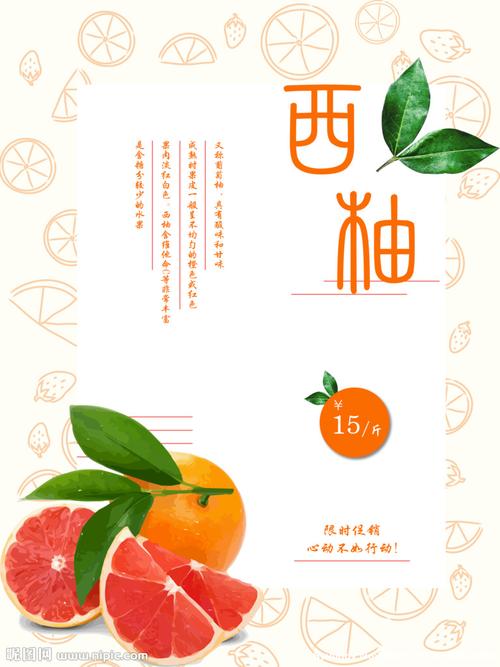 西
柚
又称葡柚，具有酸味和甘味
成熟时果皮一般呈不均匀的橙色或红色
果肉淡红白色。西柚含维他命C等非常丰富
是含糖分较少的水果
¥
15/斤
限时促销
心动不如行动！
昵图网
www.nipic.com